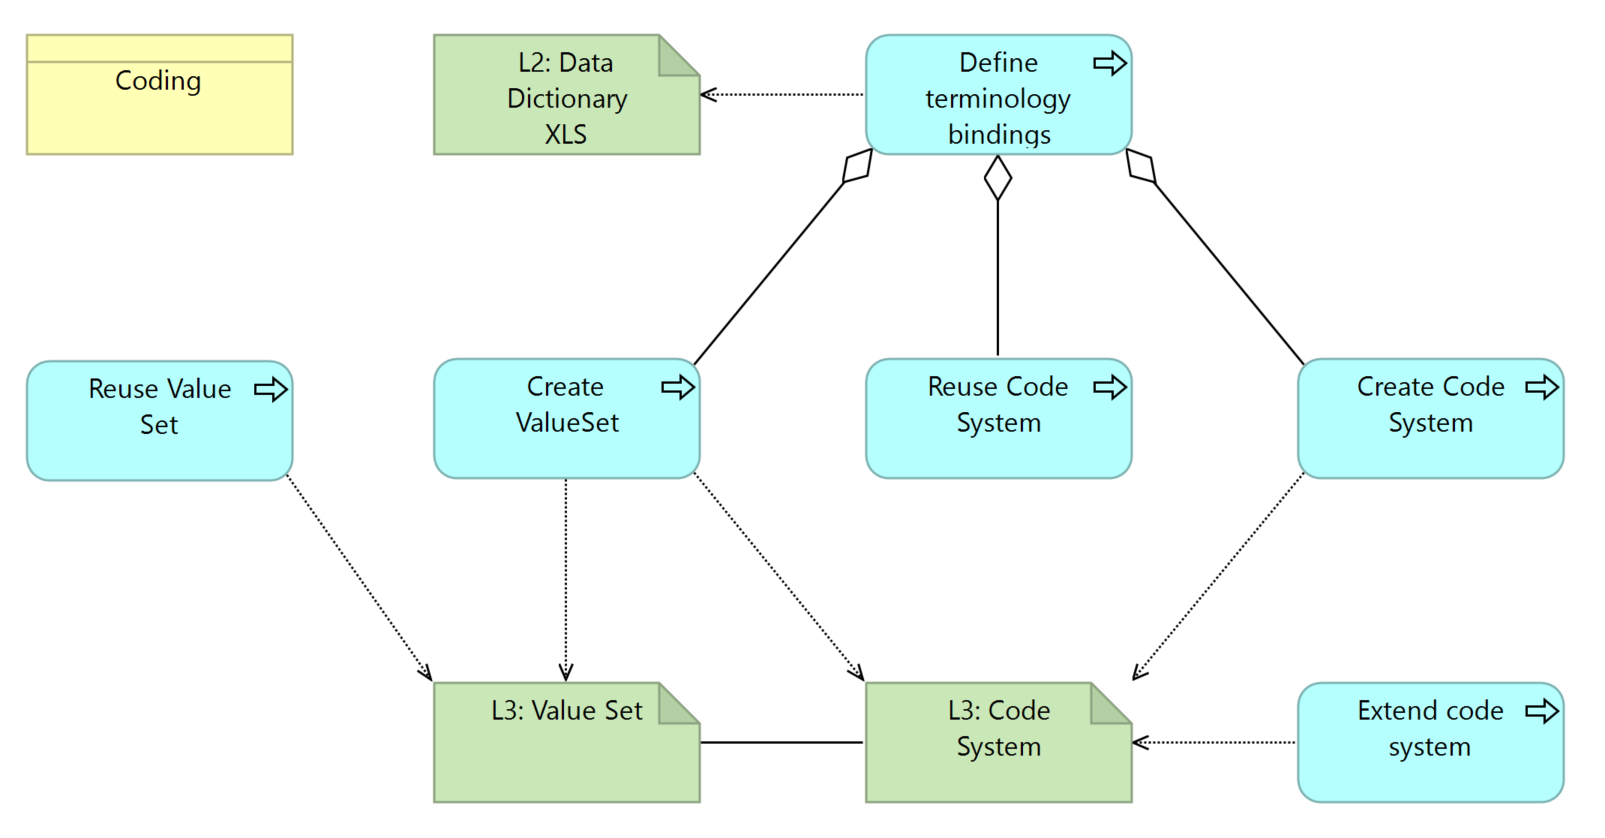 Coding
L2: Data
Dictionary
XLS
Define
terminology
bindings
Reuse Value
Set
Create
ValueSet
Reuse Code
System
Create Code
System
L3: Value Set
L3: Code
System
Extend code
system